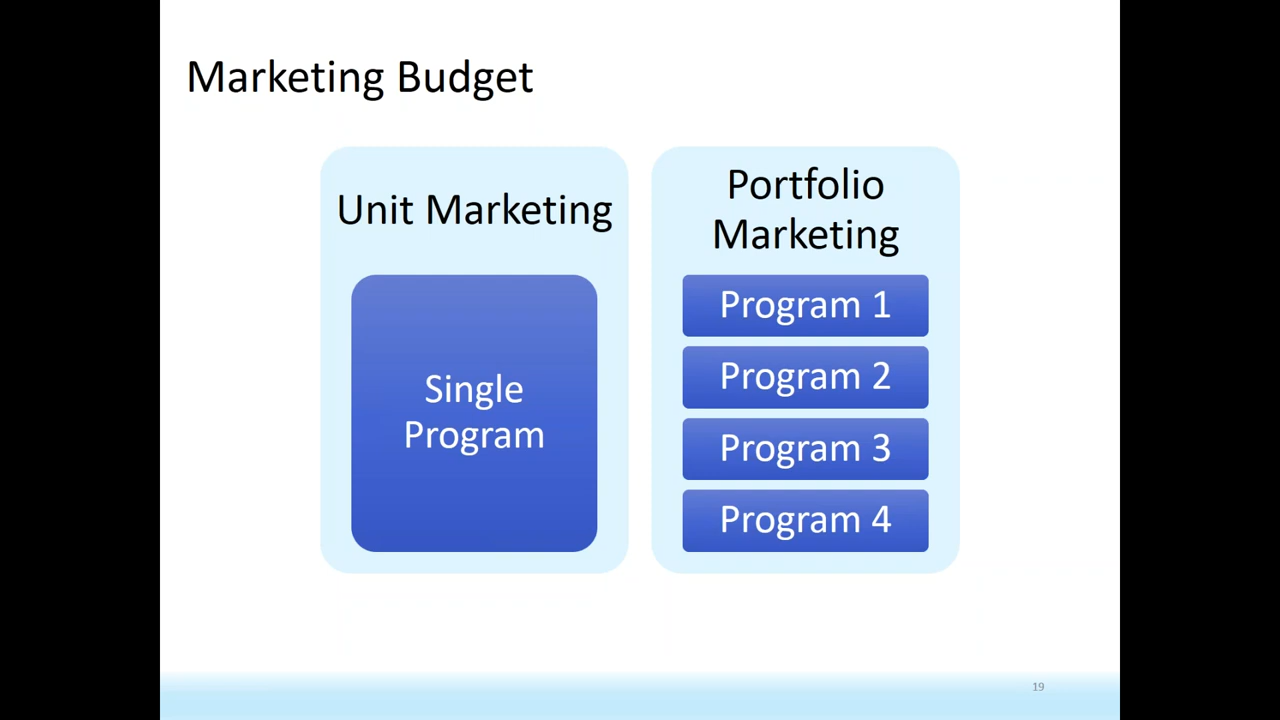 Marketing Budget
Unit Marketing
Single
Program
Portfolio
Marketing
Program 1
Program 2
Program 3
Program 4
19